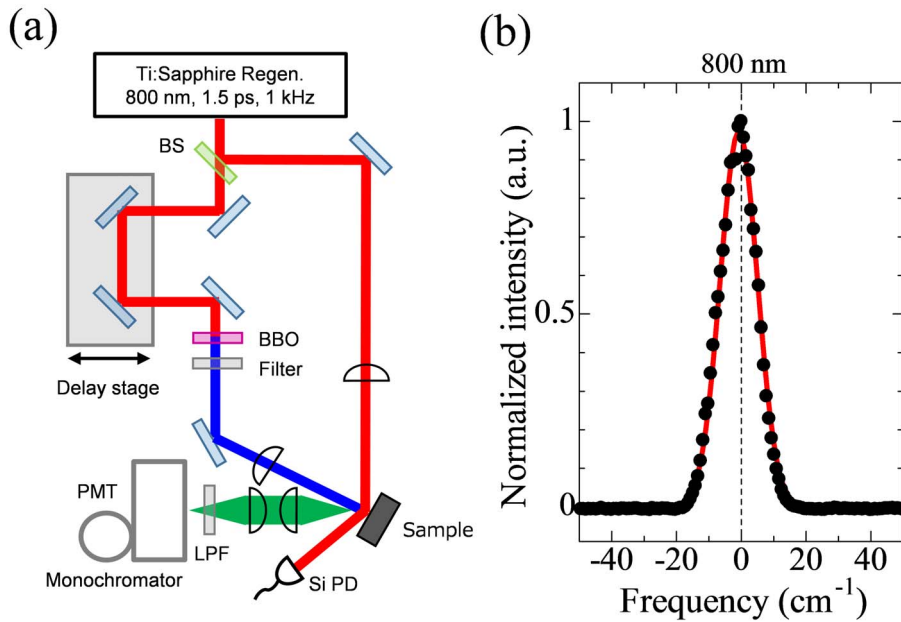 (a)
Ti:Sapphire Regen.
800 nm, 1.5 ps, 1 kHz
BS
BBO
Filter
Delay stage
PMT
LPF
Monochromator
Si PD
Sample
(b)
800 nm
Normalized intensity (a.u.)
1
0.5
0
-40 -20 0 20 40
Frequency (cm⁻¹)